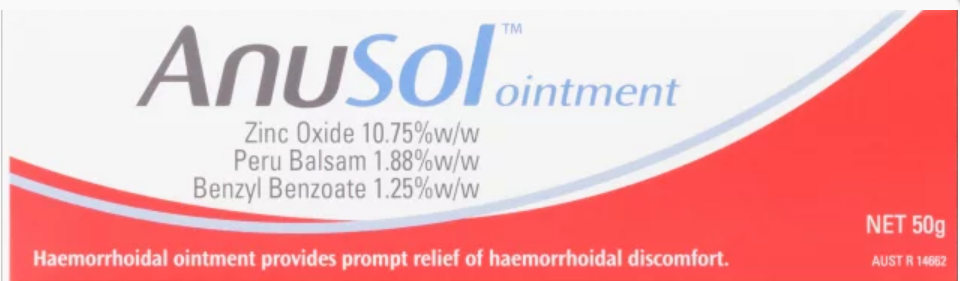 AnuSol™ ointment
Zinc Oxide 10.75%w/w
Peru Balsam 1.88%w/w
Benzyl Benzoate 1.25%w/w
NET 50g
Haemorrhoidal ointment provides prompt relief of haemorrhoidal discomfort.
AUST R 14662